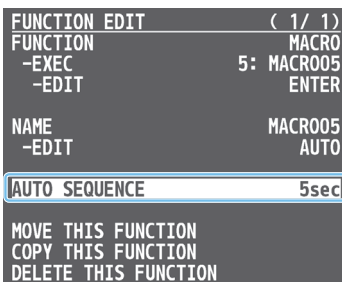 FUNCTION EDIT ( 1/ 1)
FUNCTION MACRO
-EXEC 5: MACRO05
-EDIT ENTER
NAME MACRO05
-EDIT AUTO
AUTO SEQUENCE 5sec
MOVE THIS FUNCTION
COPY THIS FUNCTION
DELETE THIS FUNCTION